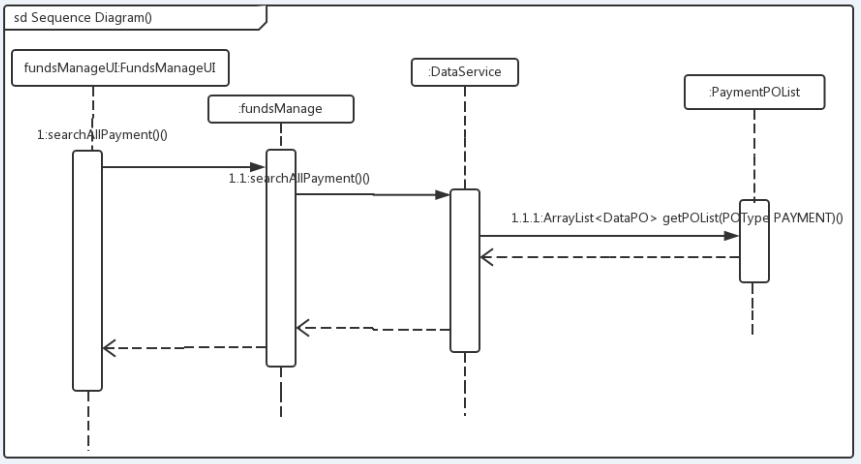 sd Sequence Diagram()
fundsManageUI:FundsManageUI
:DataService
:PaymentPOList
:fundsManage
1:searchAllPayment()()
1.1:searchAllPayment()()
1.1.1:ArrayList<DataPO> getPOList(POType PAYMENT)()